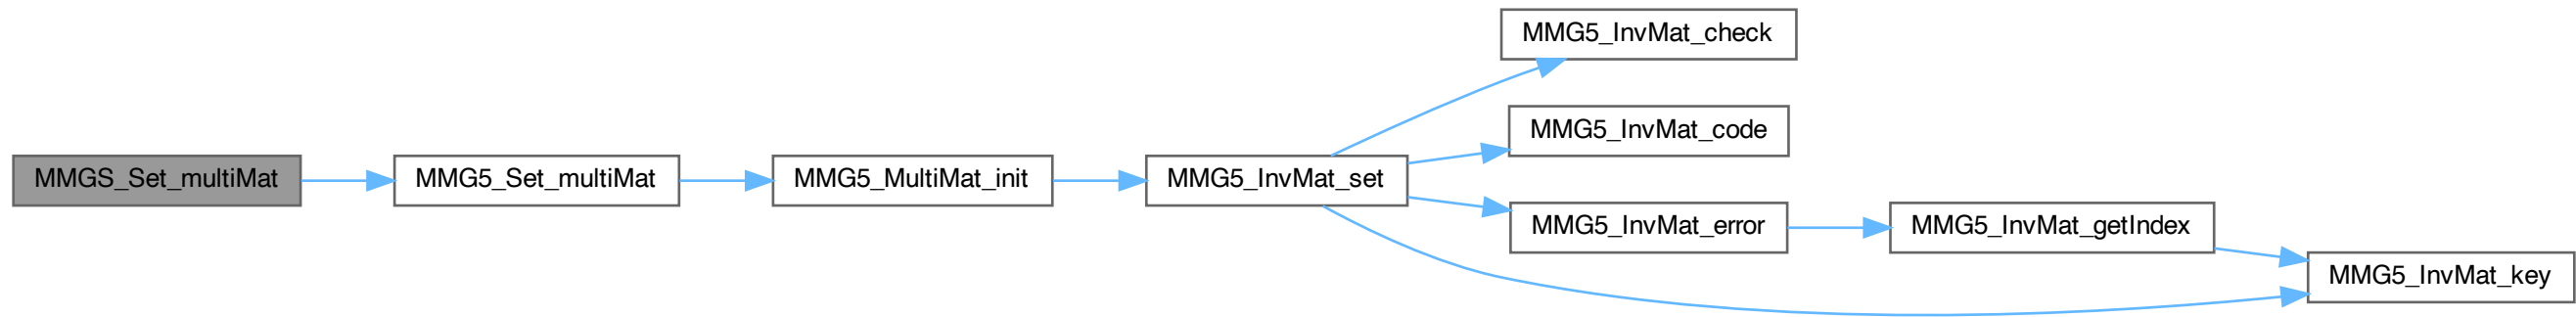 MMGS_Set_multiMat
MMG5_Set_multiMat
MMG5_MultiMat_init
MMG5_InvMat_set
MMG5_InvMat_check
MMG5_InvMat_code
MMG5_InvMat_error
MMG5_InvMat_getIndex
MMG5_InvMat_key